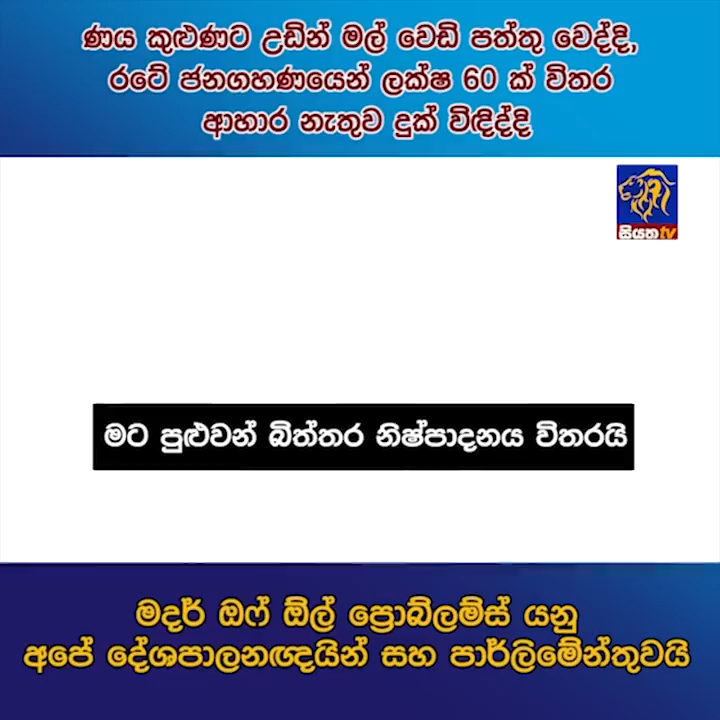 ණය කුළුණට උඩින් මල් වෙඩි පත්තු වෙද්දි,
රටේ ජනගහණයෙන් ලක්ෂ 60 ක් විතර
ආහාර නැතුව දුක් විඳිද්දි
සියත tv
මට පුළුවන් බිත්තර නිෂ්පාදනය විතරයි
මදර් ඔෆ් ඕල් ප්‍රොබ්ලම්ස් යනු
අපේ දේශපාලනඥයින් සහ පාර්ලිමේන්තුවයි